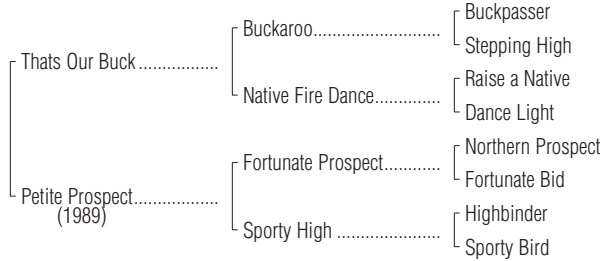 Buckpasser
Buckaroo...........................
Stepping High
Thats Our Buck .................
Raise a Native
Native Fire Dance..............
Dance Light
Northern Prospect
Fortunate Prospect............
Fortunate Bid
Petite Prospect..................
(1989)
Highbinder
Sporty High ......................
Sporty Bird